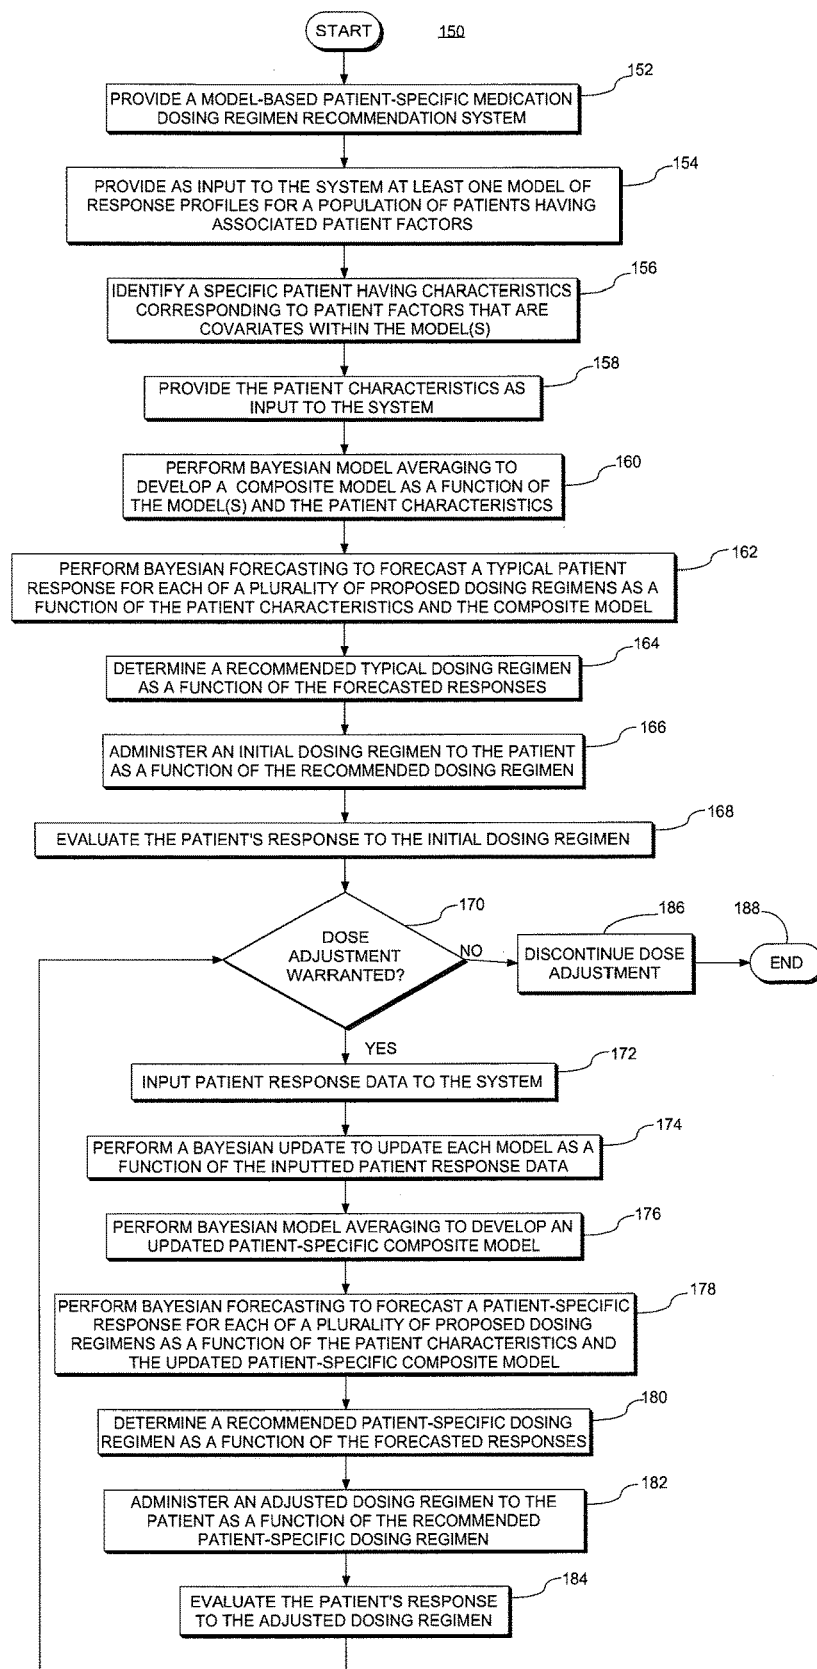 START
150
152
PROVIDE A MODEL-BASED PATIENT-SPECIFIC MEDICATION
DOSING REGIMEN RECOMMENDATION SYSTEM
154
PROVIDE AS INPUT TO THE SYSTEM AT LEAST ONE MODEL OF
RESPONSE PROFILES FOR A POPULATION OF PATIENTS HAVING
ASSOCIATED PATIENT FACTORS
156
IDENTIFY A SPECIFIC PATIENT HAVING CHARACTERISTICS
CORRESPONDING TO PATIENT FACTORS THAT ARE
COVARIATES WITHIN THE MODEL(S)
158
PROVIDE THE PATIENT CHARACTERISTICS AS
INPUT TO THE SYSTEM
160
PERFORM BAYESIAN MODEL AVERAGING TO
DEVELOP A COMPOSITE MODEL AS A FUNCTION OF
THE MODEL(S) AND THE PATIENT CHARACTERISTICS
162
PERFORM BAYESIAN FORECASTING TO FORECAST A TYPICAL PATIENT
RESPONSE FOR EACH OF A PLURALITY OF PROPOSED DOSING REGIMENS AS A
FUNCTION OF THE PATIENT CHARACTERISTICS AND THE COMPOSITE MODEL
164
DETERMINE A RECOMMENDED TYPICAL DOSING REGIMEN
AS A FUNCTION OF THE FORECASTED RESPONSES
166
ADMINISTER AN INITIAL DOSING REGIMEN TO THE PATIENT
AS A FUNCTION OF THE RECOMMENDED DOSING REGIMEN
168
EVALUATE THE PATIENT'S RESPONSE TO THE INITIAL DOSING REGIMEN
170
DOSE
ADJUSTMENT
WARRANTED?
NO
186
DISCONTINUE DOSE
ADJUSTMENT
188
END
YES
172
INPUT PATIENT RESPONSE DATA TO THE SYSTEM
174
PERFORM A BAYESIAN UPDATE TO UPDATE EACH MODEL AS A
FUNCTION OF THE INPUTTED PATIENT RESPONSE DATA
176
PERFORM BAYESIAN MODEL AVERAGING TO DEVELOP AN
UPDATED PATIENT-SPECIFIC COMPOSITE MODEL
178
PERFORM BAYESIAN FORECASTING TO FORECAST A PATIENT-SPECIFIC
RESPONSE FOR EACH OF A PLURALITY OF PROPOSED DOSING
REGIMENS AS A FUNCTION OF THE PATIENT CHARACTERISTICS AND
THE UPDATED PATIENT-SPECIFIC COMPOSITE MODEL
180
DETERMINE A RECOMMENDED PATIENT-SPECIFIC DOSING
REGIMEN AS A FUNCTION OF THE FORECASTED RESPONSES
182
ADMINISTER AN ADJUSTED DOSING REGIMEN TO THE
PATIENT AS A FUNCTION OF THE RECOMMENDED
PATIENT-SPECIFIC DOSING REGIMEN
184
EVALUATE THE PATIENT'S RESPONSE
TO THE ADJUSTED DOSING REGIMEN